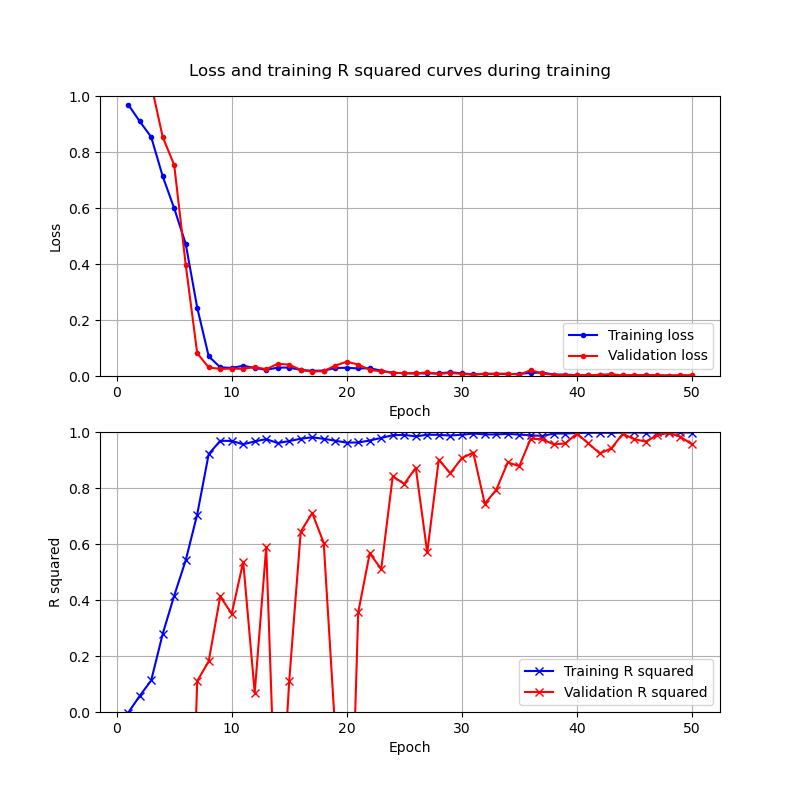 Loss and training R squared curves during training
1.0
0.8
0.6
0.4
0.2
0.0
Loss
Training loss
Validation loss
0 10 20 30 40 50
Epoch
1.0
0.8
0.6
0.4
0.2
0.0
R squared
Training R squared
Validation R squared
0 10 20 30 40 50
Epoch